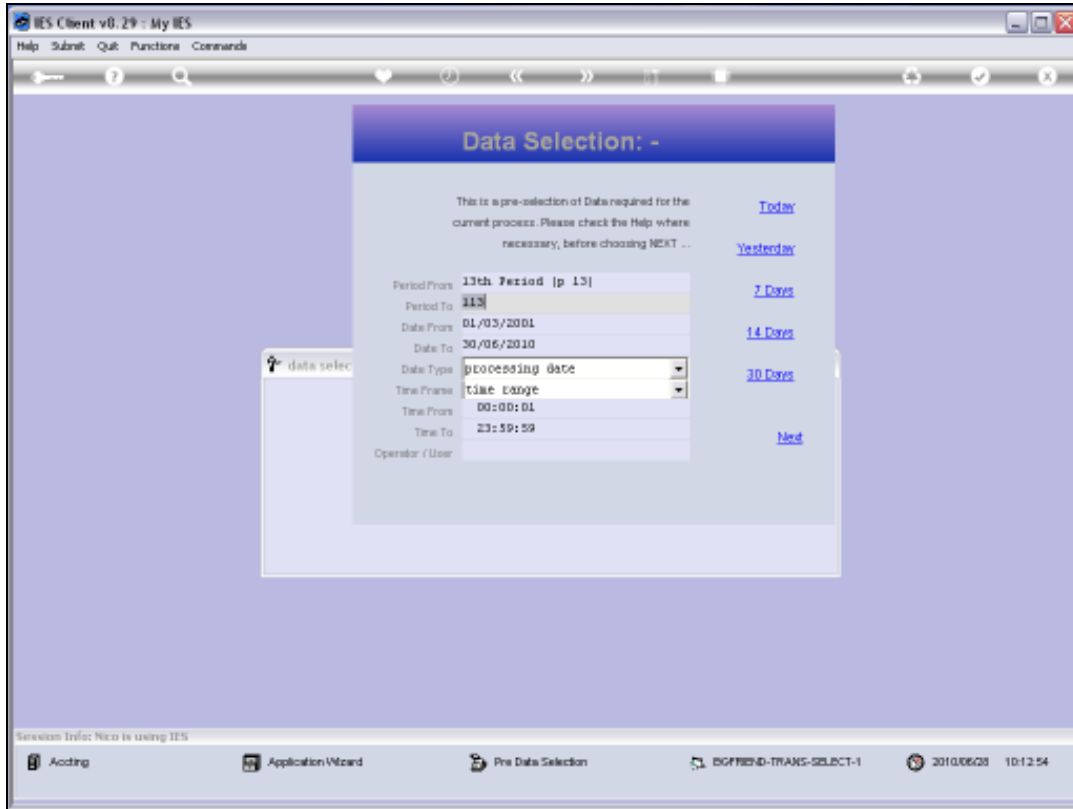 IES Client v8.29 : My IES
Help Submit Quit Functions Commands
Data Selection: -
This is a pre-selection of Data required for the
current process. Please check the Help where
necessary, before choosing NEXT ...
Today
Yesterday
7 Days
14 Days
30 Days
Next
Period From 13th Period (p 13)
Period To 113
Date From 01/03/2001
Date To 30/06/2010
Date Type processing date
Time Frame time range
Time From 00:00:01
Time To 23:59:59
Operator / User
data selec
Session Info: Nico is using IES
Accting Application Wizard Pre Data Selection BGFRIEND-TRANS-SELECT-1 2010/06/28 10:12:54